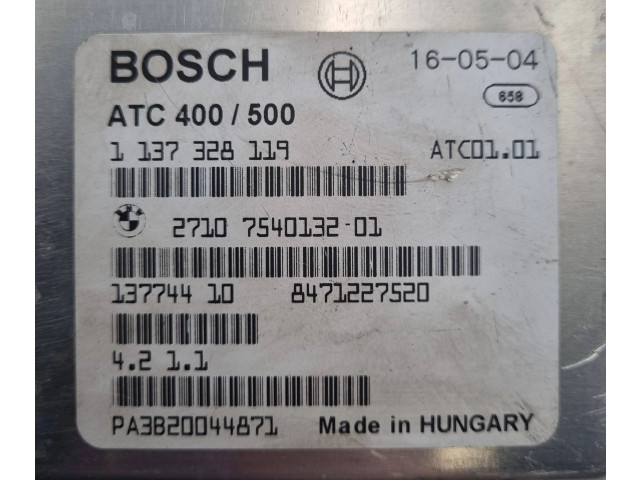 BOSCH 16-05-04
658
ATC 400 / 500
1 137 328 119 ATC01.01
2710 7540132-01
137744 10 8471227520
4.2 1.1
PA3B20044871 Made in HUNGARY